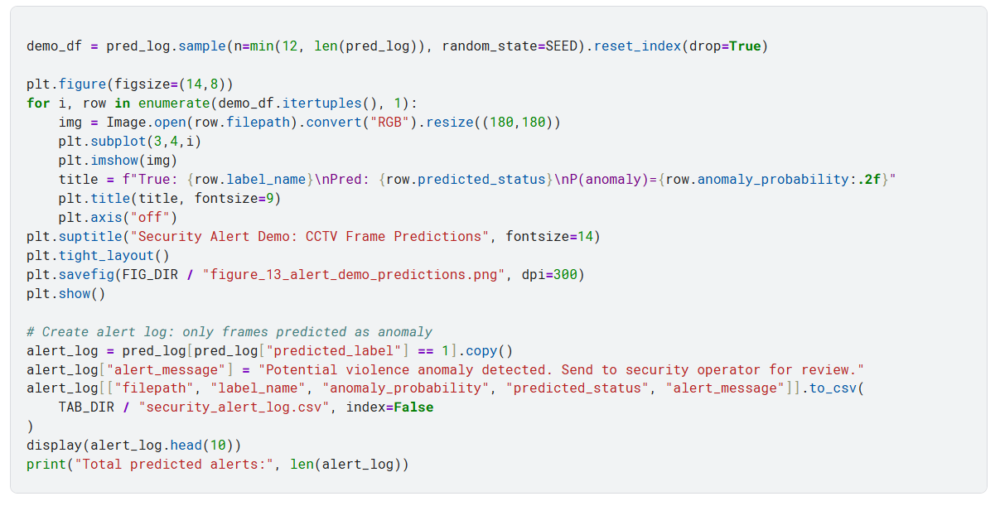 demo_df = pred_log.sample(n=min(12, len(pred_log)), random_state=SEED).reset_index(drop=True)
plt.figure(figsize=(14,8))
for i, row in enumerate(demo_df.itertuples(), 1):
    img = Image.open(row.filepath).convert("RGB").resize((180,180))
    plt.subplot(3,4,i)
    plt.imshow(img)
    title = f"True: {row.label_name}\nPred: {row.predicted_status}\nP(anomaly)={row.anomaly_probability:.2f}"
    plt.title(title, fontsize=9)
    plt.axis("off")
plt.suptitle("Security Alert Demo: CCTV Frame Predictions", fontsize=14)
plt.tight_layout()
plt.savefig(FIG_DIR / "figure_13_alert_demo_predictions.png", dpi=300)
plt.show()
# Create alert log: only frames predicted as anomaly
alert_log = pred_log[pred_log["predicted_label"] == 1].copy()
alert_log["alert_message"] = "Potential violence anomaly detected. Send to security operator for review."
alert_log[["filepath", "label_name", "anomaly_probability", "predicted_status", "alert_message"]].to_csv(
    TAB_DIR / "security_alert_log.csv", index=False
)
display(alert_log.head(10))
print("Total predicted alerts:", len(alert_log))